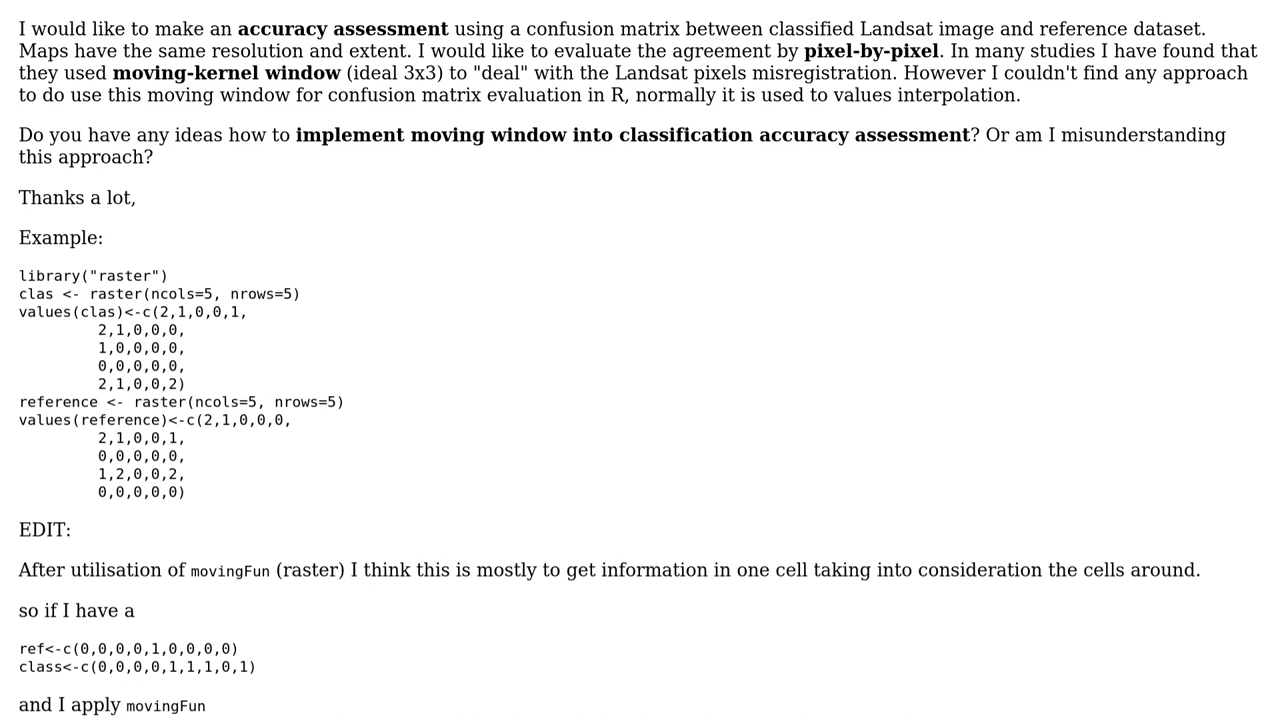 I would like to make an accuracy assessment using a confusion matrix between classified Landsat image and reference dataset.
Maps have the same resolution and extent. I would like to evaluate the agreement by pixel-by-pixel. In many studies I have found that
they used moving-kernel window (ideal 3x3) to "deal" with the Landsat pixels misregistration. However I couldn't find any approach
to do use this moving window for confusion matrix evaluation in R, normally it is used to values interpolation.
Do you have any ideas how to implement moving window into classification accuracy assessment? Or am I misunderstanding
this approach?
Thanks a lot,
Example:
library("raster")
clas <- raster(ncols=5, nrows=5)
values(clas)<-c(2,1,0,0,1,
2,1,0,0,0,
1,0,0,0,0,
0,0,0,0,0,
2,1,0,0,2)
reference <- raster(ncols=5, nrows=5)
values(reference)<-c(2,1,0,0,0,
2,1,0,0,1,
0,0,0,0,0,
1,2,0,0,2,
0,0,0,0,0)
EDIT:
After utilisation of movingFun (raster) I think this is mostly to get information in one cell taking into consideration the cells around.
so if I have a
ref<-c(0,0,0,0,1,0,0,0,0)
class<-c(0,0,0,0,1,1,1,0,1)
and I apply movingFun